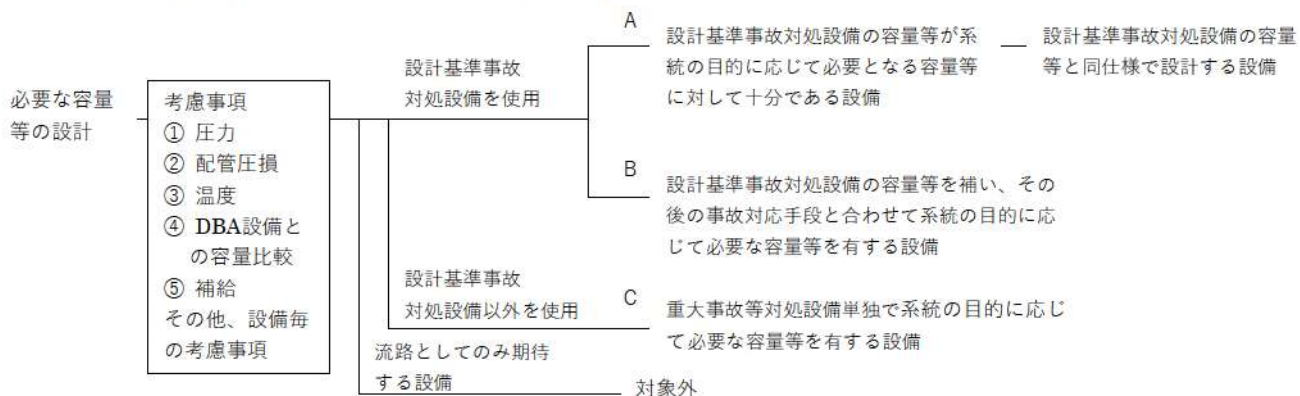 必要な容量
等の設計
考慮事項
① 圧力
② 配管圧損
③ 温度
④ DBA設備と
の容量比較
⑤ 補給
その他、設備毎
の考慮事項
設計基準事故
対処設備を使用
A
設計基準事故対処設備の容量等が系
統の目的に応じて必要となる容量等
に対して十分である設備
設計基準事故対処設備の容量
等と同仕様で設計する設備
B
設計基準事故対処設備の容量等を補い、その
後の事故対応手段と合わせて系統の目的に応
じて必要な容量等を有する設備
設計基準事故
対処設備以外を使用
C
重大事故等対処設備単独で系統の目的に応じ
て必要な容量等を有する設備
流路としてのみ期待
する設備
対象外